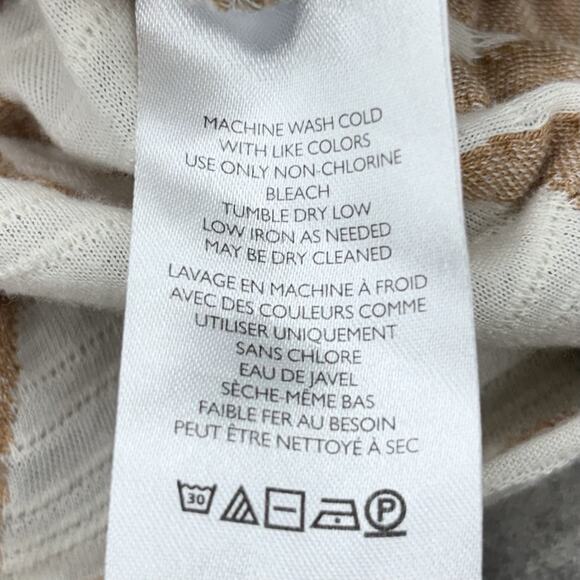 MACHINE WASH COLD
WITH LIKE COLORS
USE ONLY NON-CHLORINE
BLEACH
TUMBLE DRY LOW
LOW IRON AS NEEDED
MAY BE DRY CLEANED
LAVAGE EN MACHINE À FROID
AVEC DES COULEURS COMME
UTILISER UNIQUEMENT
SANS CHLORE
EAU DE JAVEL
SÈCHE-MÊME BAS
FAIBLE FER AU BESOIN
PEUT ÊTRE NETTOYÉ À SEC
30 P